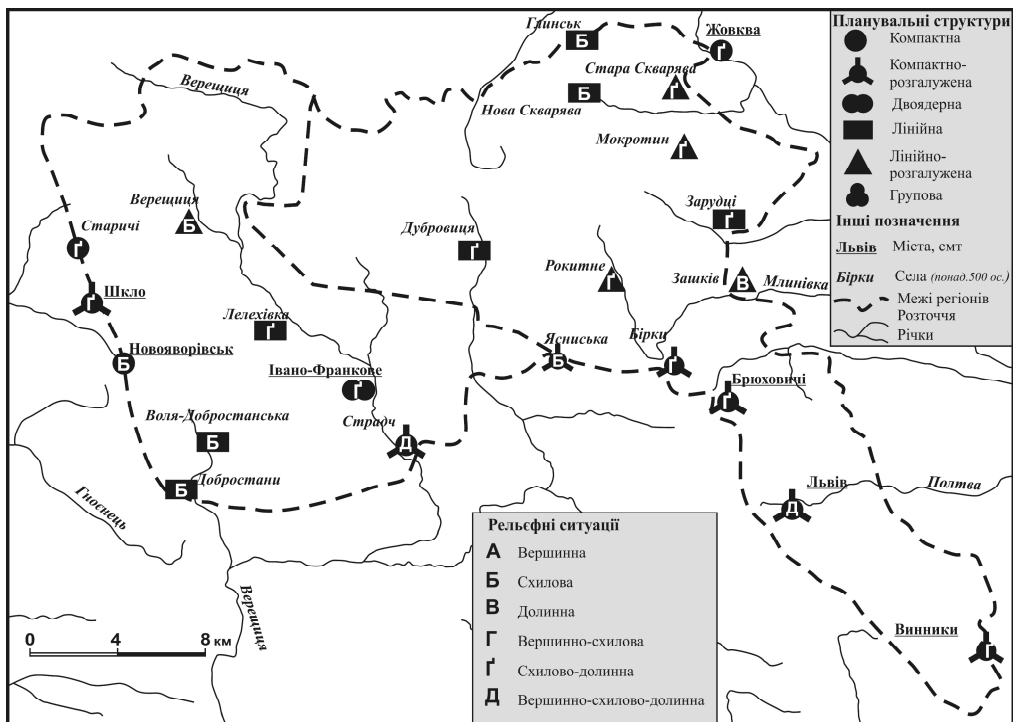 Глинськ
Б
Жовква
Ґ
Стара Скварява
Ґ
Верещиця
Б
Нова Скварява
Мокротин
Ґ
Верещиця
Б
Старичі
Ґ
Дубровиця
Ґ
Зарудці
Ґ
Шкло
Ґ
Рокитне
Ґ
Зашків
В
Млинівка
Лелехівка
Ґ
Новояворівськ
Б
Ясниська
Б
Бірки
Ґ
Івано-Франкове
Ґ
Брюховичі
Ґ
Воля-Добростанська
Б
Страдч
Д
Добростани
Б
Гноєнець
Львів
Д
Полтва
Верещиця
Винники
Ґ
0 4 8 км
Планувальні структури
Компактна
Компактно-
розгалужена
Двоядерна
Лінійна
Лінійно-
розгалужена
Групова
Інші позначення
Львів Міста, смт
Бірки Села (понад.500 ос.)
Межі регіонів
Розточчя
Річки
Рельєфні ситуації
А Вершинна
Б Схилова
В Долинна
Г Вершинно-схилова
Ґ Схилово-долинна
Д Вершинно-схилово-долинна